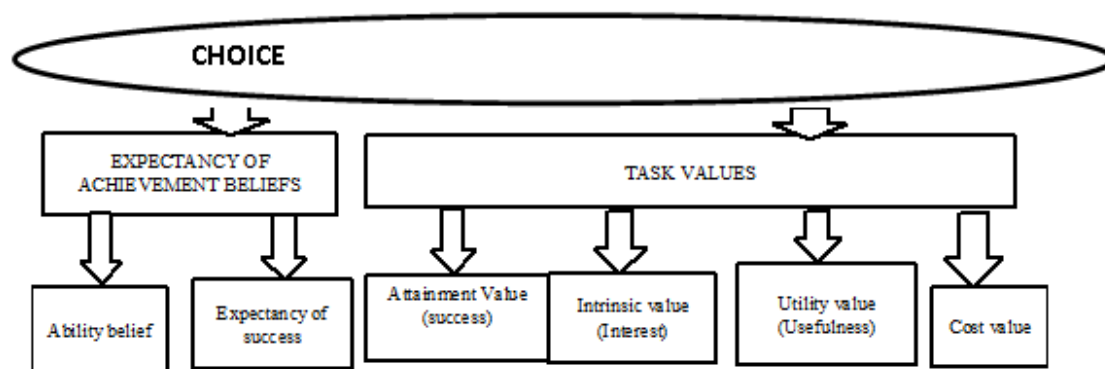 CHOICE
EXPECTANCY OF
ACHIEVEMENT BELIEFS
TASK VALUES
Ability belief
Expectancy of
success
Attainment Value
(success)
Intrinsic value
(Interest)
Utility value
(Usefulness)
Cost value